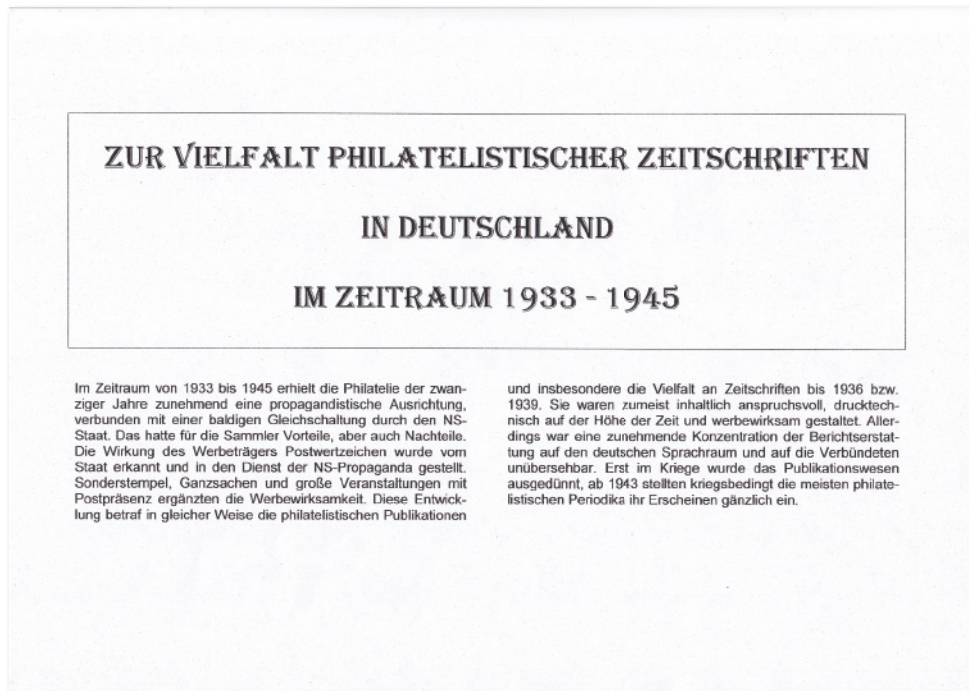 ZUR VIELFALT PHILATELISTISCHER ZEITSCHRIFTEN
IN DEUTSCHLAND
IM ZEITRAUM 1933 - 1945
Im Zeitraum von 1933 bis 1945 erhielt die Philatelie der zwan-
ziger Jahre zunehmend eine propagandistische Ausrichtung,
verbunden mit einer baldigen Gleichschaltung durch den NS-
Staat. Das hatte für die Sammler Vorteile, aber auch Nachteile.
Die Wirkung des Werbeträgers Postwertzeichen wurde vom
Staat erkannt und in den Dienst der NS-Propaganda gestellt.
Sonderstempel, Ganzsachen und große Veranstaltungen mit
Postpräsenz ergänzten die Werbewirksamkeit. Diese Entwick-
lung betraf in gleicher Weise die philatelistischen Publikationen
und insbesondere die Vielfalt an Zeitschriften bis 1936 bzw.
1939. Sie waren zumeist inhaltlich anspruchsvoll, drucktech-
nisch auf der Höhe der Zeit und werbewirksam gestaltet. Aller-
dings war eine zunehmende Konzentration der Berichtserstat-
tung auf den deutschen Sprachraum und auf die Verbündeten
unübersehbar. Erst im Kriege wurde das Publikationswesen
ausgedünnt, ab 1943 stellten kriegsbedingt die meisten philate-
listischen Periodika ihr Erscheinen gänzlich ein.